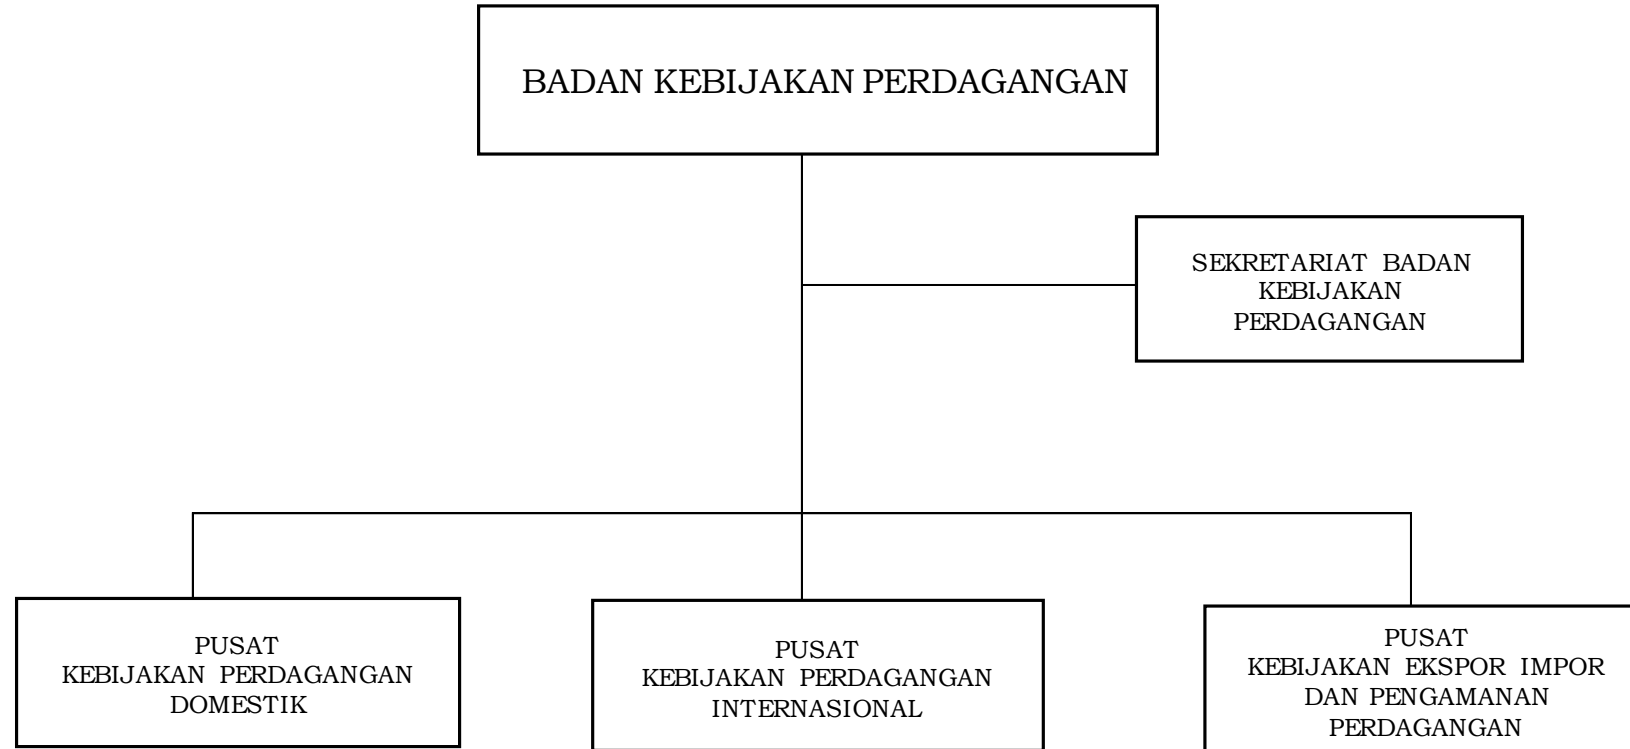 BADAN KEBIJAKAN PERDAGANGAN
SEKRETARIAT BADAN
KEBIJAKAN
PERDAGANGAN
PUSAT
KEBIJAKAN PERDAGANGAN
DOMESTIK
PUSAT
KEBIJAKAN PERDAGANGAN
INTERNASIONAL
PUSAT
KEBIJAKAN EKSPOR IMPOR
DAN PENGAMANAN
PERDAGANGAN